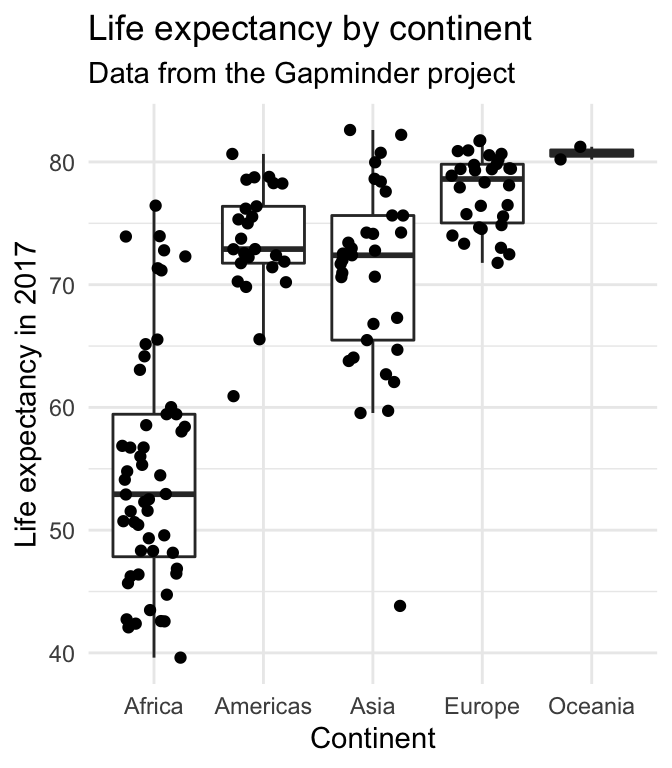 Life expectancy by continent
Data from the Gapminder project
Life expectancy in 2017
80
70
60
50
40
Africa Americas Asia Europe Oceania
Continent